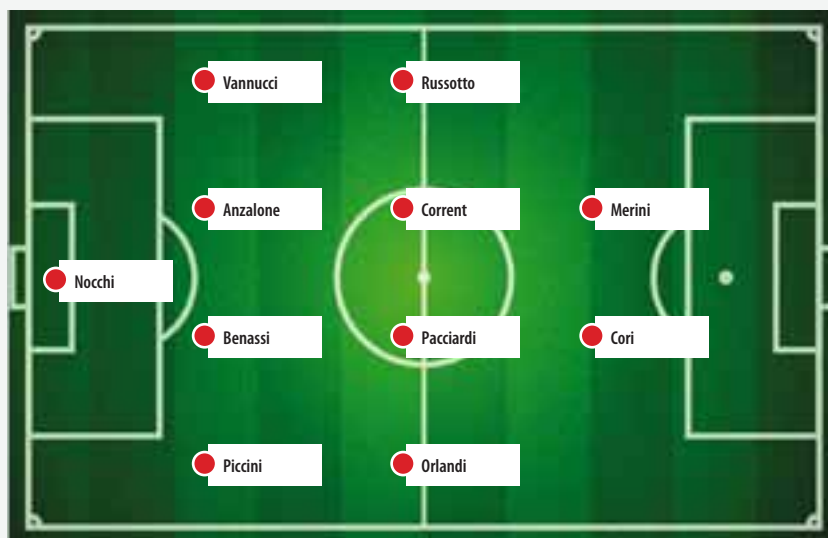 Vannucci
Russotto
Anzalone
Corrent
Merini
Nocchi
Benassi
Pacciardi
Cori
Piccini
Orlandi